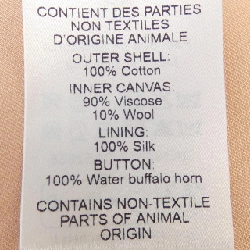 CONTIENT DES PARTIES
NON TEXTILES
D'ORIGINE ANIMALE
OUTER SHELL:
100% Cotton
INNER CANVAS:
90% Viscose
10% Wool
LINING:
100% Silk
BUTTON:
100% Water buffalo horn
CONTAINS NON-TEXTILE
PARTS OF ANIMAL
ORIGIN